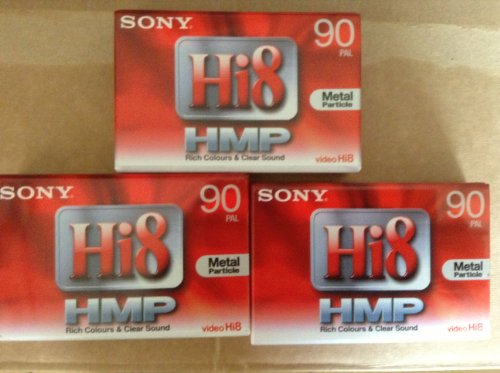 SONY
90
PAL
Hi8
Metal
Particle
HMP
Rich Colours & Clear Sound
video Hi8
SONY
90
PAL
Hi8
Metal
Particle
HMP
Rich Colours & Clear Sound
video Hi8
SONY
90
PAL
Hi8
Metal
Particle
HMP
Rich Colours & Clear Sound
video Hi8